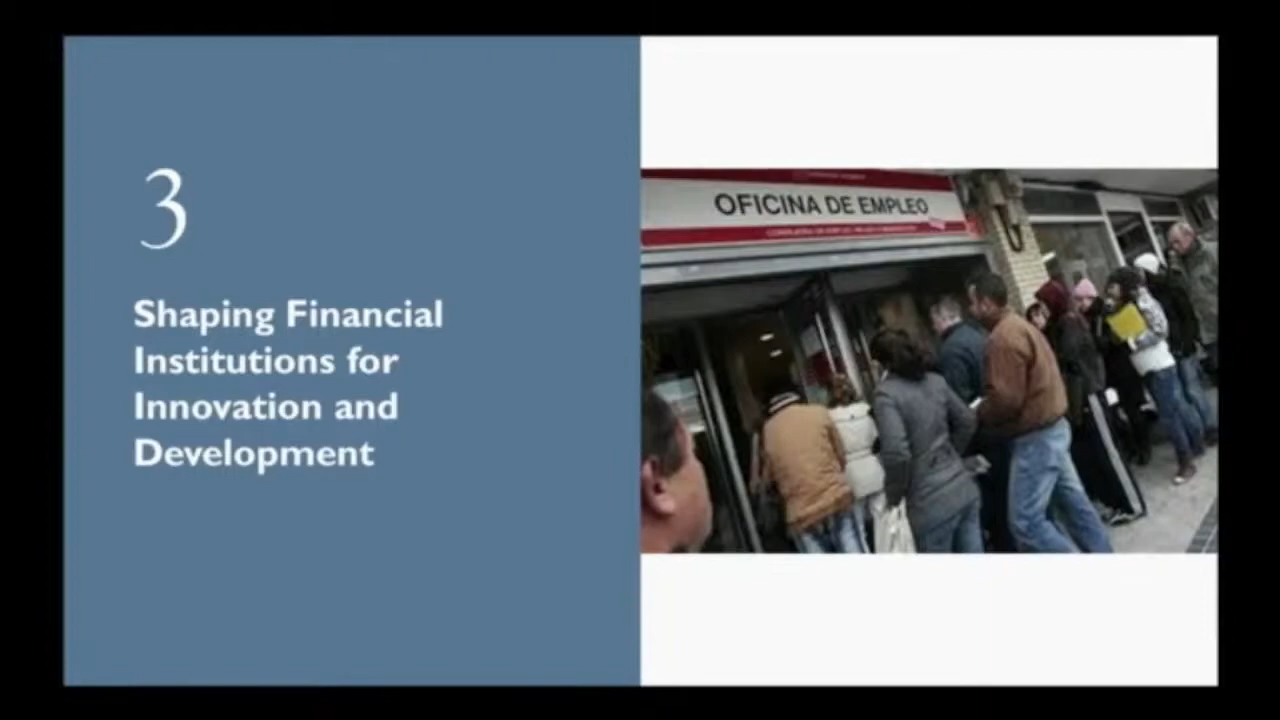 3
Shaping Financial
Institutions for
Innovation and
Development
OFICINA DE EMPLEO